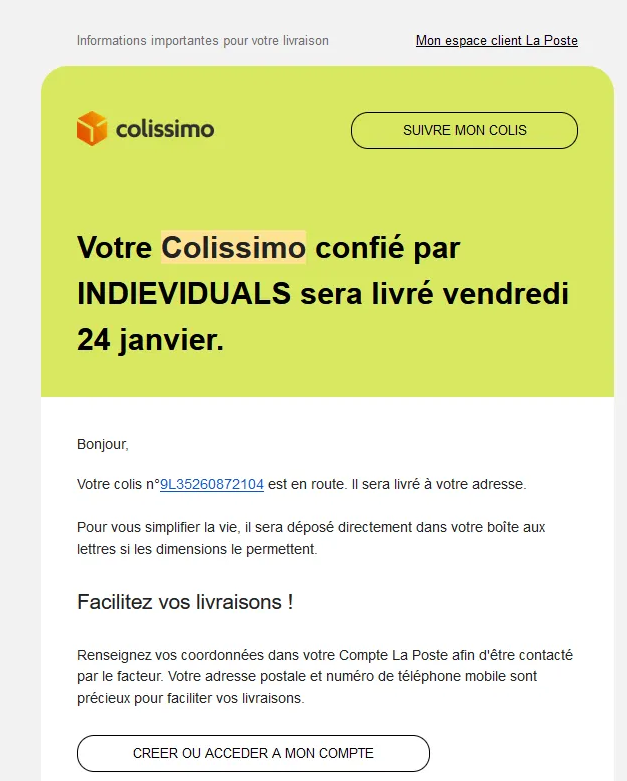 Informations importantes pour votre livraison
Mon espace client La Poste
colissimo
SUIVRE MON COLIS
Votre Colissimo confié par
INDIEVIDUALS sera livré vendredi
24 janvier.
Bonjour,
Votre colis n°9L35260872104 est en route. Il sera livré à votre adresse.
Pour vous simplifier la vie, il sera déposé directement dans votre boîte aux
lettres si les dimensions le permettent.
Facilitez vos livraisons !
Renseignez vos coordonnées dans votre Compte La Poste afin d'être contacté
par le facteur. Votre adresse postale et numéro de téléphone mobile sont
précieux pour faciliter vos livraisons.
CREER OU ACCEDER A MON COMPTE